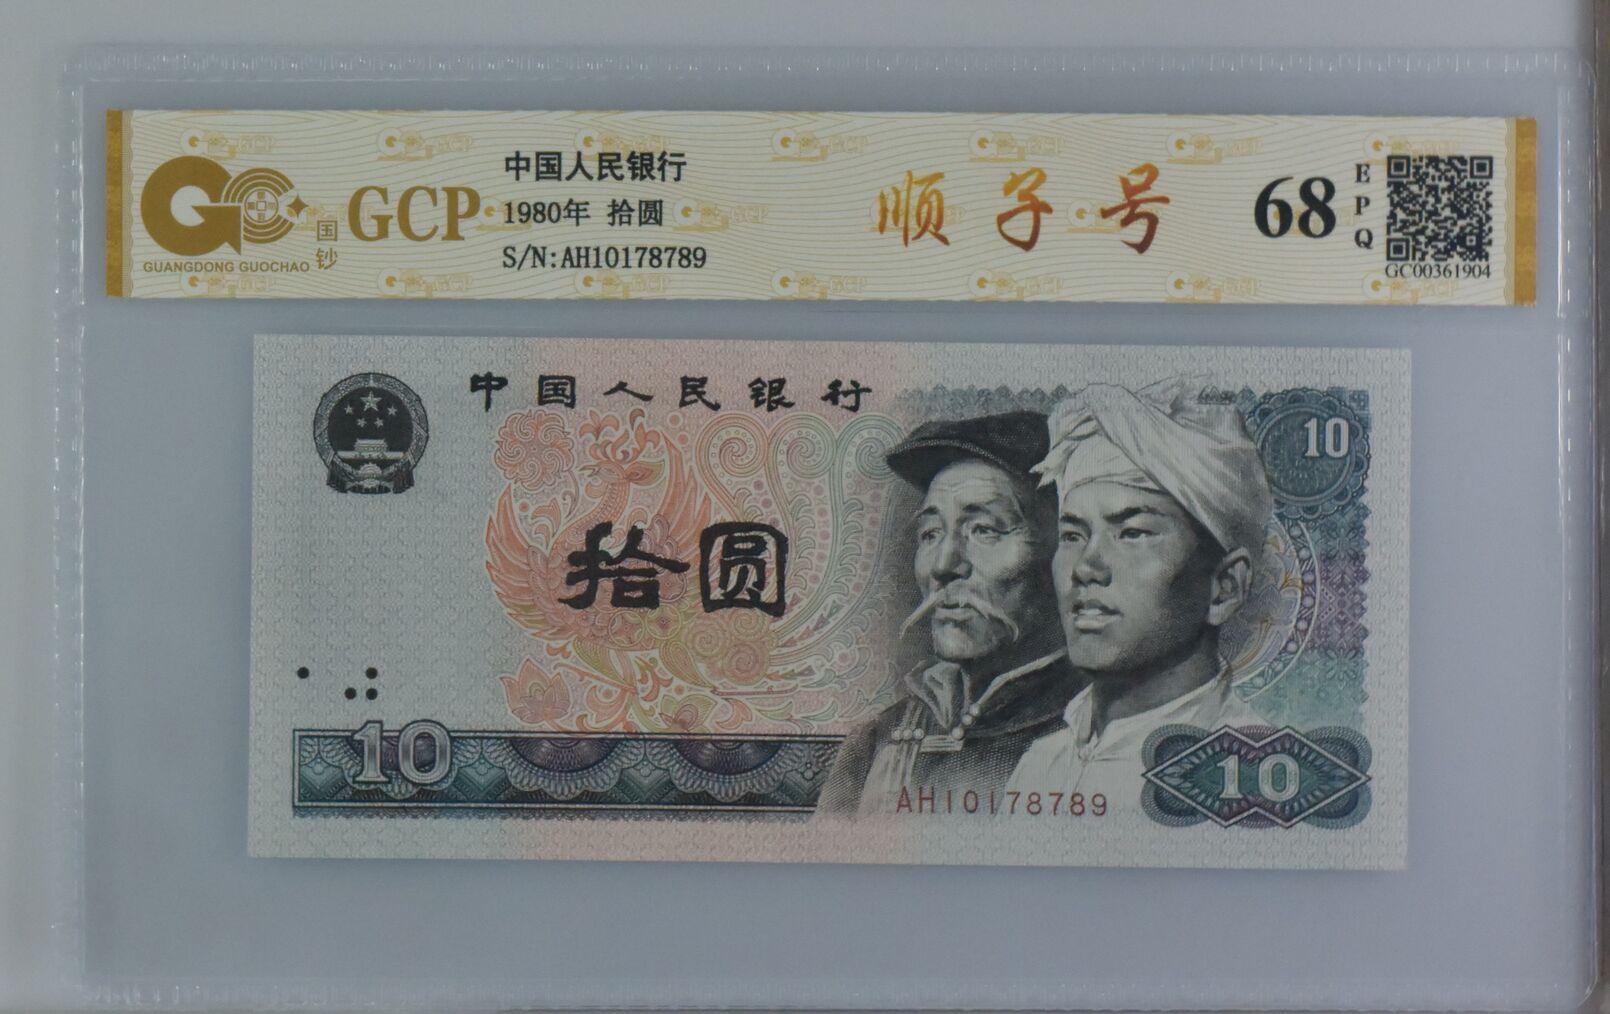 GCP
国钞
GUANGDONG GUOCHAO
中国人民银行
1980年 拾圆
S/N:AH10178789
顺子号
68
EPQ
GC00361904
中国人民银行
10
拾圆
10
AH10178789
10